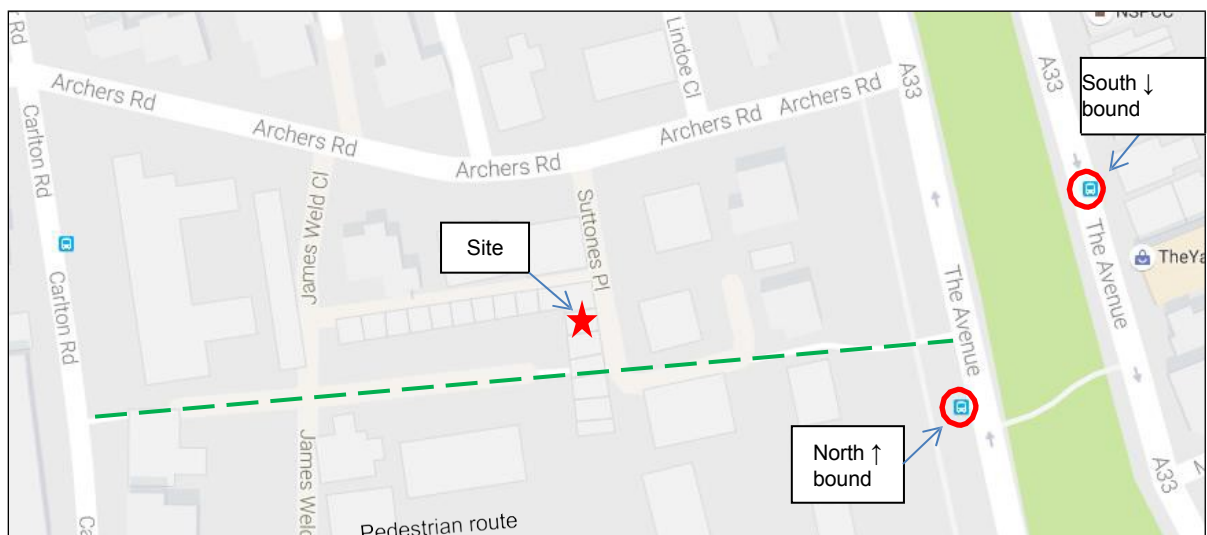 NSPCC
r Rd
Archers Rd
Archers Rd
Archers Rd
Archers Rd
Archers Rd
Lindoe Cl
A33
A33
South ↓
bound
Carlton Rd
James Weld Cl
Suttones Pl
Site
The Avenue
TheYa
Carlton Rd
The Avenue
North ↑
bound
James Weld
A33
Ca
Pedestrian route